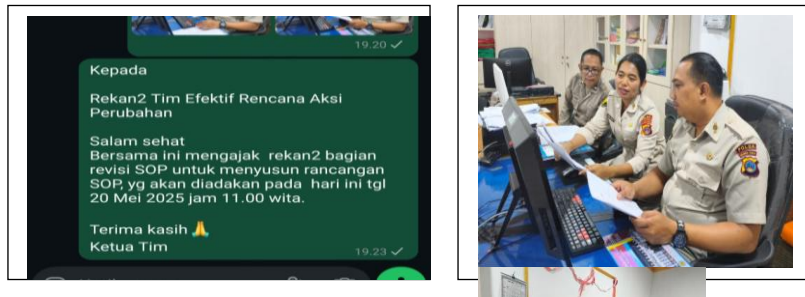 19.20
Kepada
Rekan2 Tim Efektif Rencana Aksi
Perubahan
Salam sehat
Bersama ini mengajak rekan2 bagian
revisi SOP untuk menyusun rancangan
SOP, yg akan diadakan pada hari ini tgl
20 Mei 2025 jam 11.00 wita.
Terima kasih 🙏
Ketua Tim
19.23